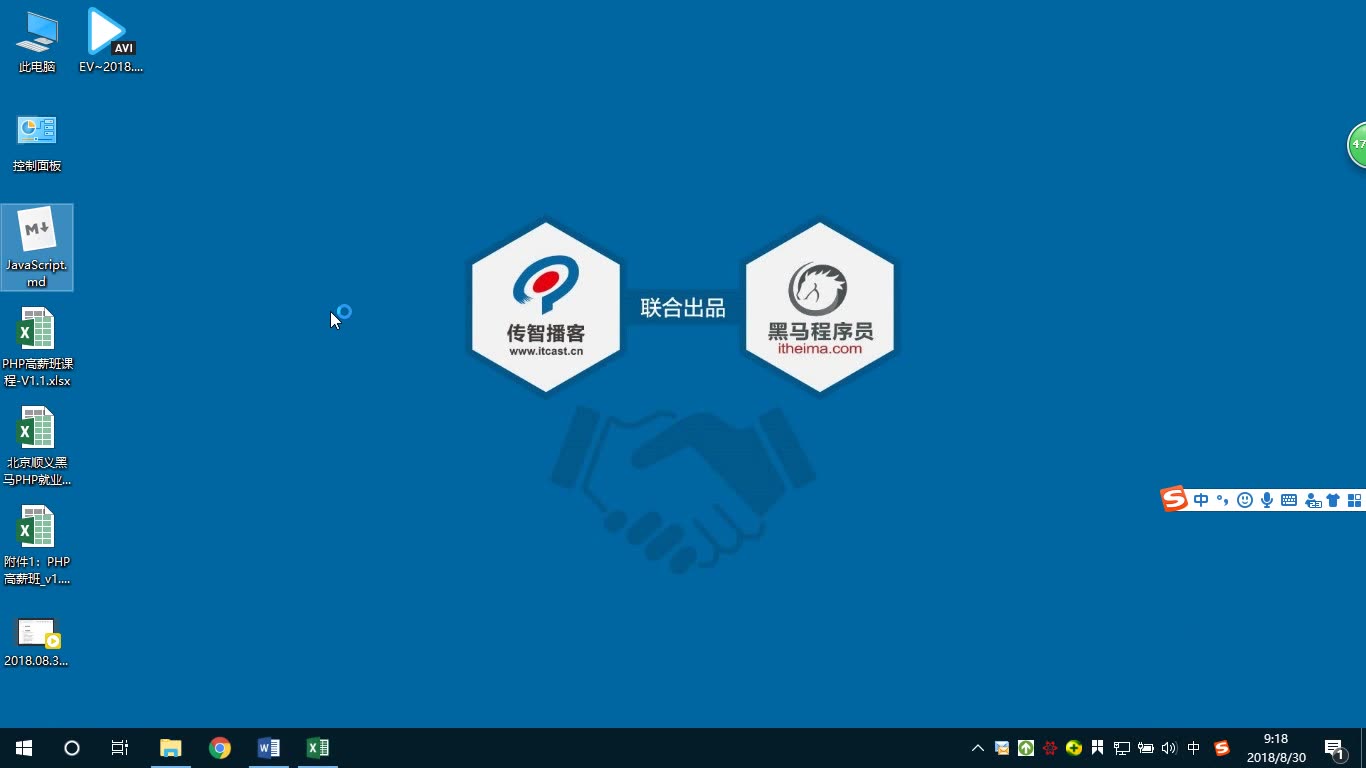 此电脑
AVI
EV~2018....
控制面板
M
JavaScript.
md
X
PHP高薪班课
程-V1.1.xlsx
X
北京顺义黑
马PHP就业...
X
附件1：PHP
高薪班_v1....
2018.08.3...
传智播客
www.itcast.cn
联合出品
黑马程序员
itheima.com
47
S 中
W
X
中
S
9:18
2018/8/30
1